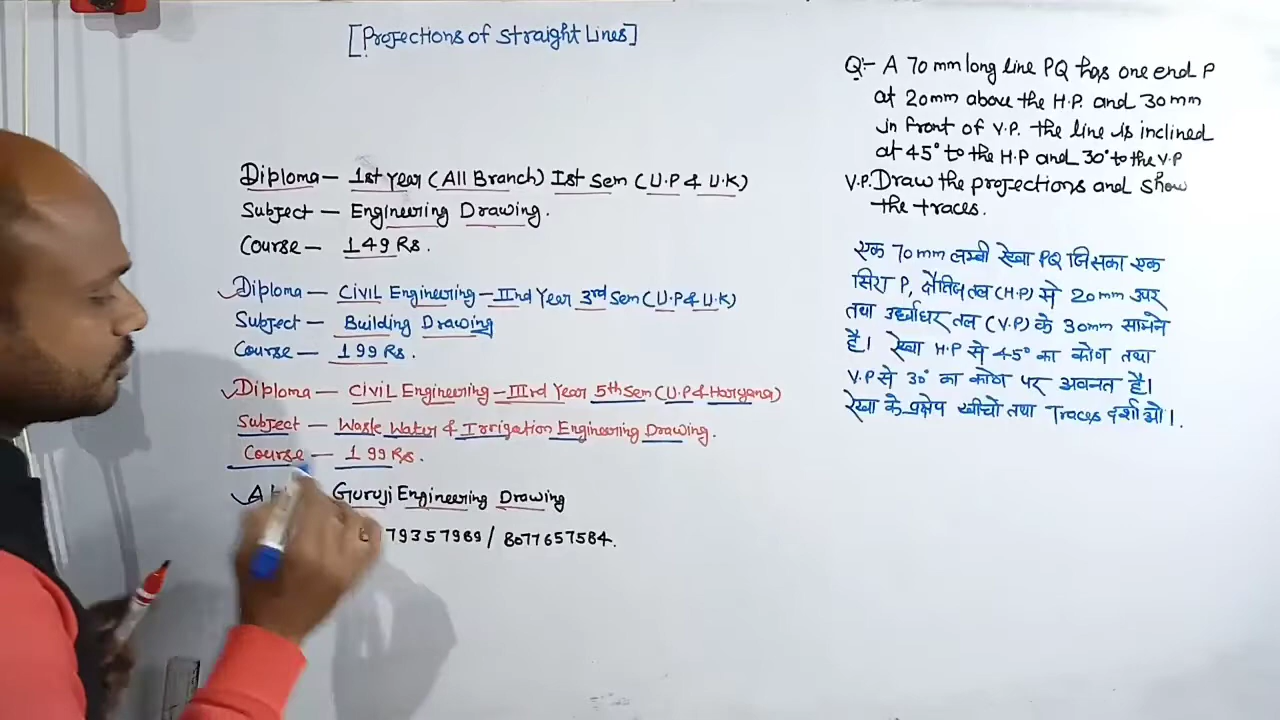 [Projections of Straight Lines]
Diploma – 1st Year (All Branch) Ist Sem (U.P & U.K)
Subject – Engineering Drawing.
Course – 149 Rs.
Diploma – Civil Engineering – IInd Year 3rd Sem (U.P & U.K)
Subject – Building Drawing
Course – 199 Rs.
Diploma – Civil Engineering – IIIrd Year 5th Sem (U.P & Haryana)
Subject – Waste Water & Irrigation Engineering Drawing.
Course – 199 Rs.
Guruji Engineering Drawing
79357989 / 8077657584.
Q:- A 70 mm long line PQ has one end P
at 20mm above the H.P. and 30mm
in front of V.P. the line is inclined
at 45° to the H.P and 30° to the V.P
V.P. Draw the projections and show
the traces.
एक 70mm लम्बी रेखा PQ जिसका एक
सिरा P, क्षैतिज तल (H.P) से 20mm उपर
तथा उर्ध्वाधर तल (V.P) के 30mm सामने
है। रेखा H.P से 45° का कोण तथा
V.P से 30° का कोण पर अवनत है।
रेखा के प्रक्षेप खीचों तथा Traces दर्शाओ।